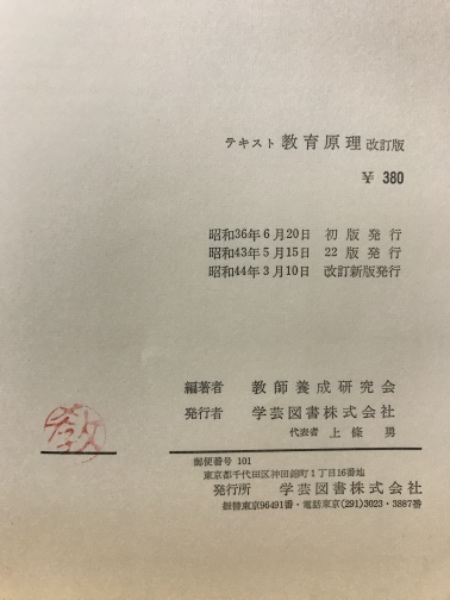 テキスト 教育原理 改訂版
¥ 380
昭和36年6月20日 初版発行
昭和43年5月15日 22版発行
昭和44年3月10日 改訂新版発行
編著者 教師養成研究会
発行者 学芸図書株式会社
代表者 上條勇
郵便番号 101
東京都千代田区神田錦町1丁目16番地
発行所 学芸図書株式会社
振替東京96491番・電話東京(291)3023・3887番